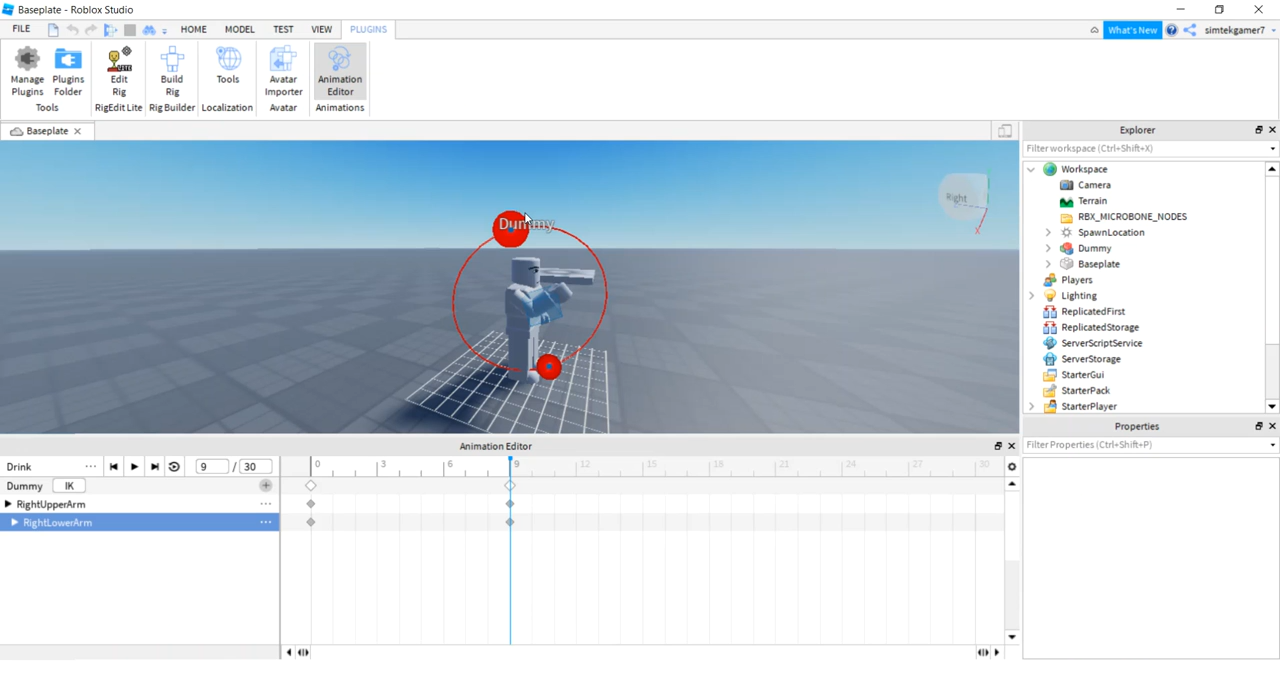 Baseplate - Roblox Studio
FILE HOME MODEL TEST VIEW PLUGINS What's New simtekgamer7
Manage Plugins
Plugins Folder
Edit Rig
Build Rig
Tools
Avatar Importer
Animation Editor
Tools RigEdit Lite Rig Builder Localization Avatar Animations
Baseplate
Explorer
Filter workspace (Ctrl+Shift+X)
Workspace
Camera
Terrain
RBX_MICROBONE_NODES
SpawnLocation
Dummy
Baseplate
Players
Lighting
ReplicatedFirst
ReplicatedStorage
ServerScriptService
ServerStorage
StarterGui
StarterPack
StarterPlayer
Right
X
Dummy
Properties
Filter Properties (Ctrl+Shift+P)
Animation Editor
Drink ... 9 / 30 0 3 6 9 12 15 18 21 24 27 30
Dummy IK
RightUpperArm ...
RightLowerArm ...